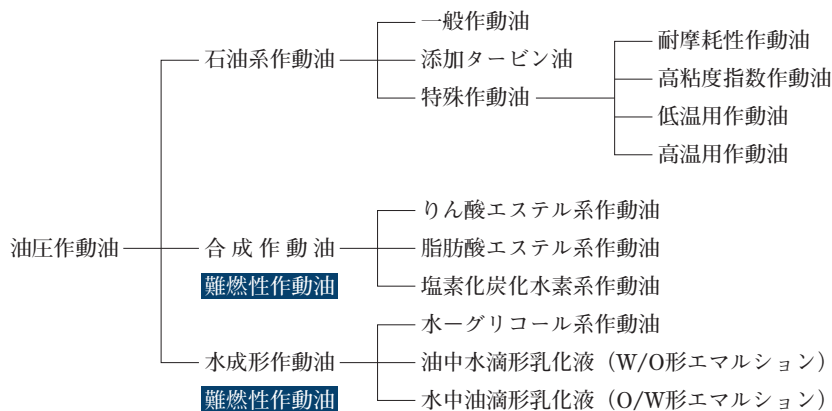 一般作動油
石油系作動油
添加タービン油
特殊作動油
耐摩耗性作動油
高粘度指数作動油
低温用作動油
高温用作動油
油圧作動油
合成作動油
難燃性作動油
りん酸エステル系作動油
脂肪酸エステル系作動油
塩素化炭化水素系作動油
水成形作動油
難燃性作動油
水−グリコール系作動油
油中水滴形乳化液（W/O形エマルション）
水中油滴形乳化液（O/W形エマルション）